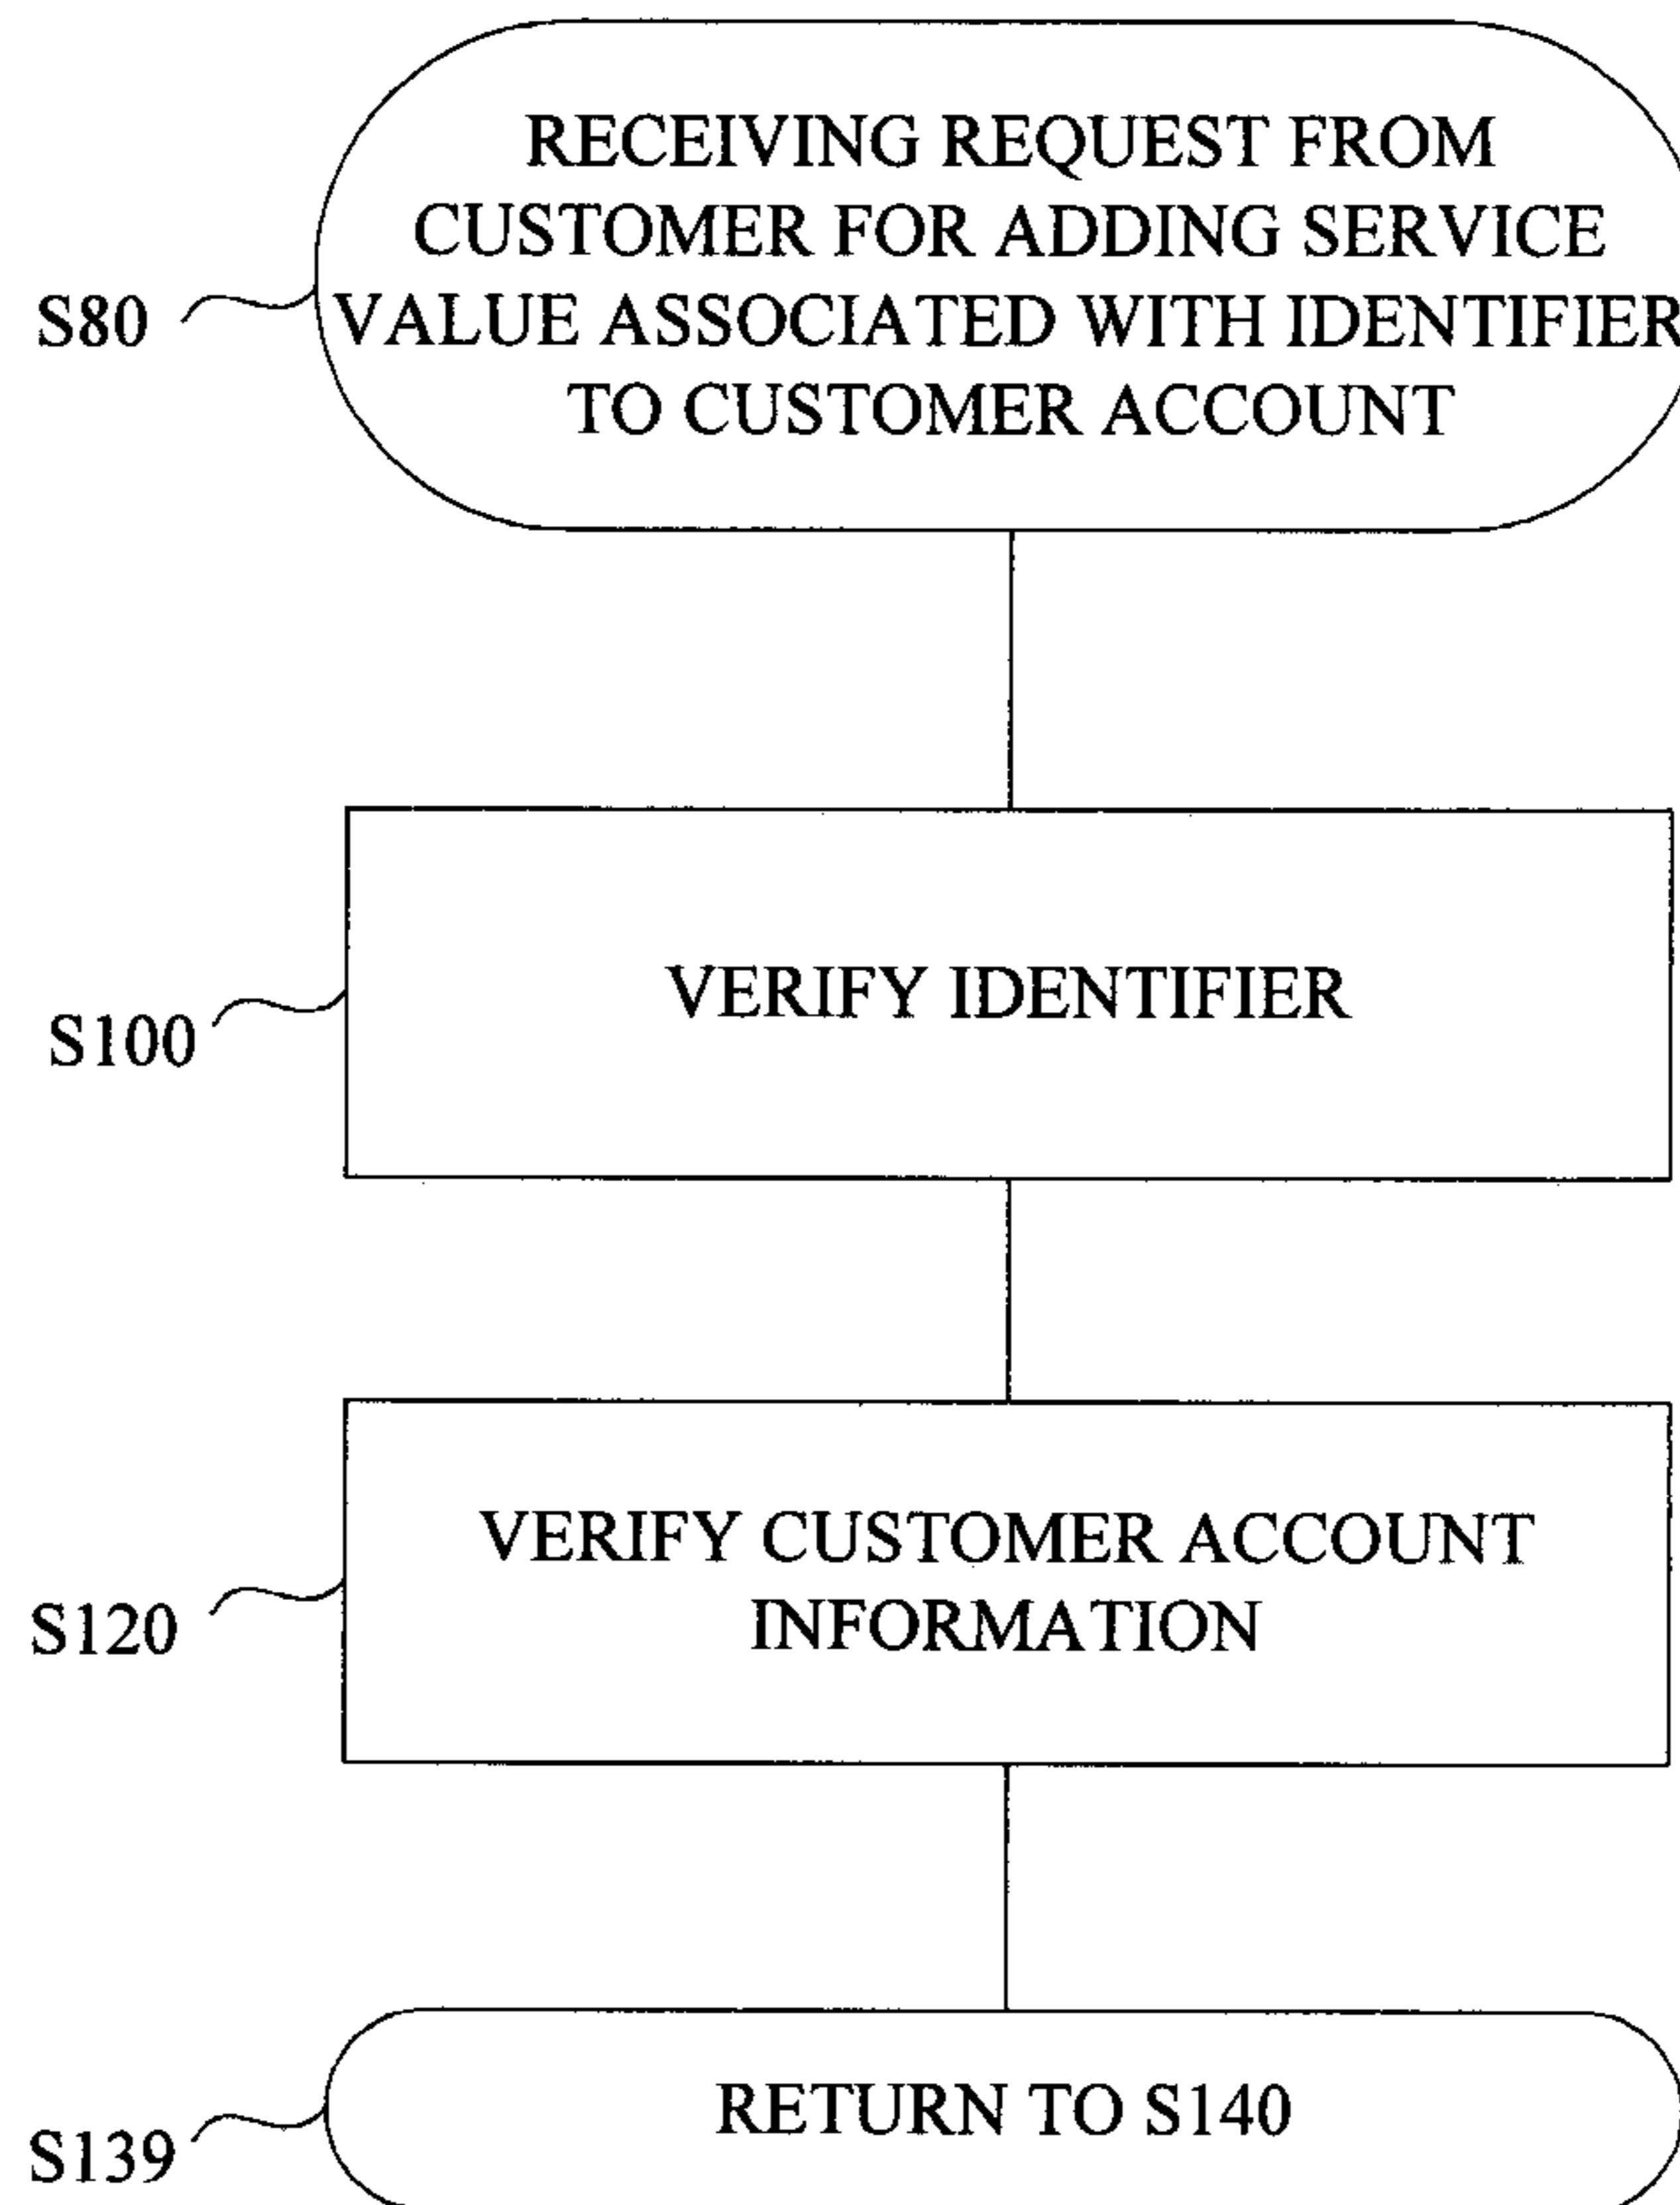 RECEIVING REQUEST FROM
CUSTOMER FOR ADDING SERVICE
S80
VALUE ASSOCIATED WITH IDENTIFIER
TO CUSTOMER ACCOUNT
VERIFY IDENTIFIER
S100
VERIFY CUSTOMER ACCOUNT
INFORMATION
S120
RETURN TO S140
S139